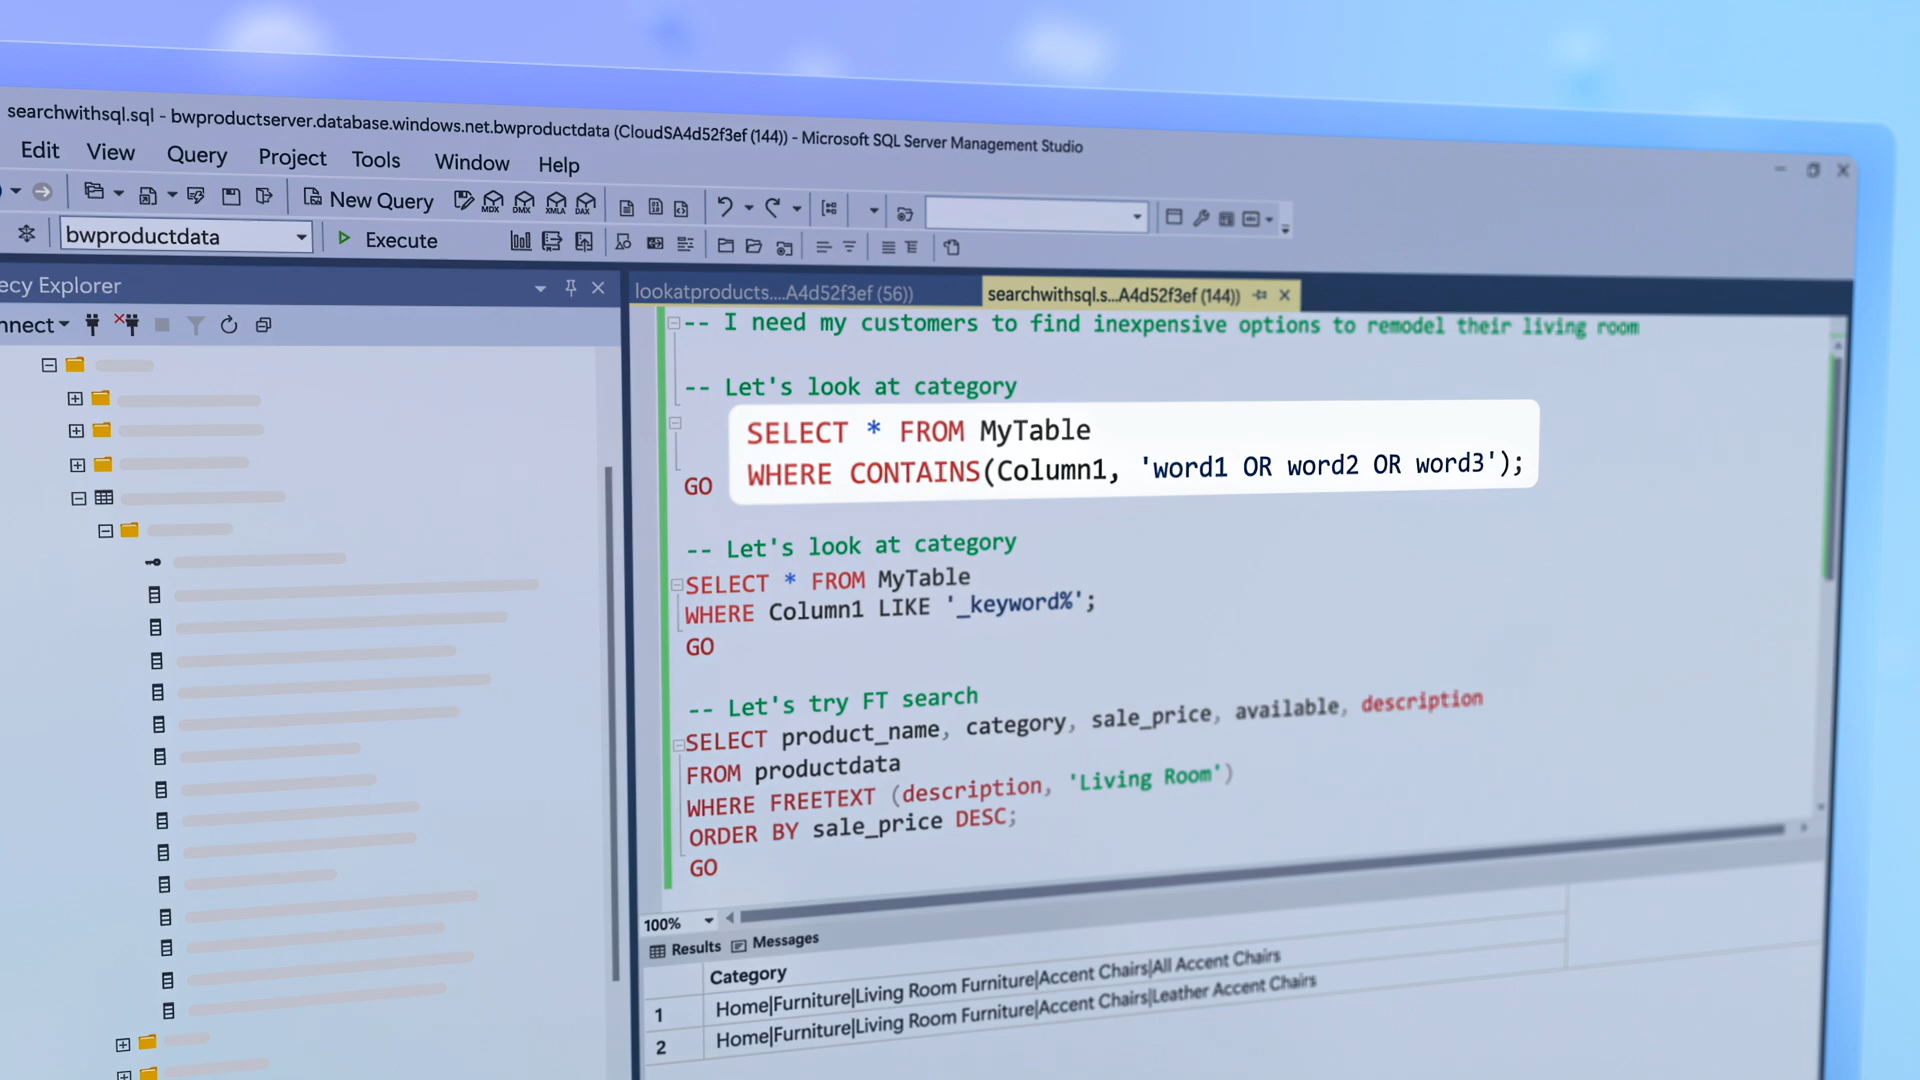 searchwithsql.sql - bwproductserver.database.windows.net.bwproductdata (CloudSA4d52f3ef (144)) - Microsoft SQL Server Management Studio
Edit View Query Project Tools Window Help
New Query MDX DMX XMLA DAX
bwproductdata Execute
ecy Explorer
nnect
lookatproducts....A4d52f3ef (56)) searchwithsql.s...A4d52f3ef (144))
-- I need my customers to find inexpensive options to remodel their living room
-- Let's look at category
SELECT * FROM MyTable
WHERE CONTAINS(Column1, 'word1 OR word2 OR word3');
GO
-- Let's look at category
SELECT * FROM MyTable
WHERE Column1 LIKE '_keyword%';
GO
-- Let's try FT search
SELECT product_name, category, sale_price, available, description
FROM productdata
WHERE FREETEXT (description, 'Living Room')
ORDER BY sale_price DESC;
GO
100%
Results Messages
Category
1 Home|Furniture|Living Room Furniture|Accent Chairs|All Accent Chairs
2 Home|Furniture|Living Room Furniture|Accent Chairs|Leather Accent Chairs